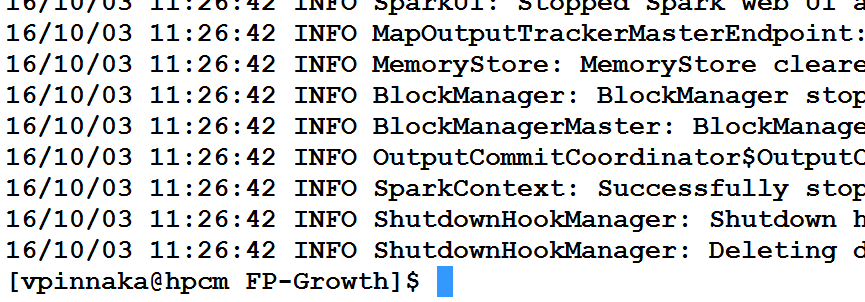 16/10/03 11:26:42 INFO SparkUI: Stopped Spark web UI a
16/10/03 11:26:42 INFO MapOutputTrackerMasterEndpoint:
16/10/03 11:26:42 INFO MemoryStore: MemoryStore cleare
16/10/03 11:26:42 INFO BlockManager: BlockManager stop
16/10/03 11:26:42 INFO BlockManagerMaster: BlockManage
16/10/03 11:26:42 INFO OutputCommitCoordinator$OutputC
16/10/03 11:26:42 INFO SparkContext: Successfully stop
16/10/03 11:26:42 INFO ShutdownHookManager: Shutdown h
16/10/03 11:26:42 INFO ShutdownHookManager: Deleting d
[vpinnaka@hpcm FP-Growth]$